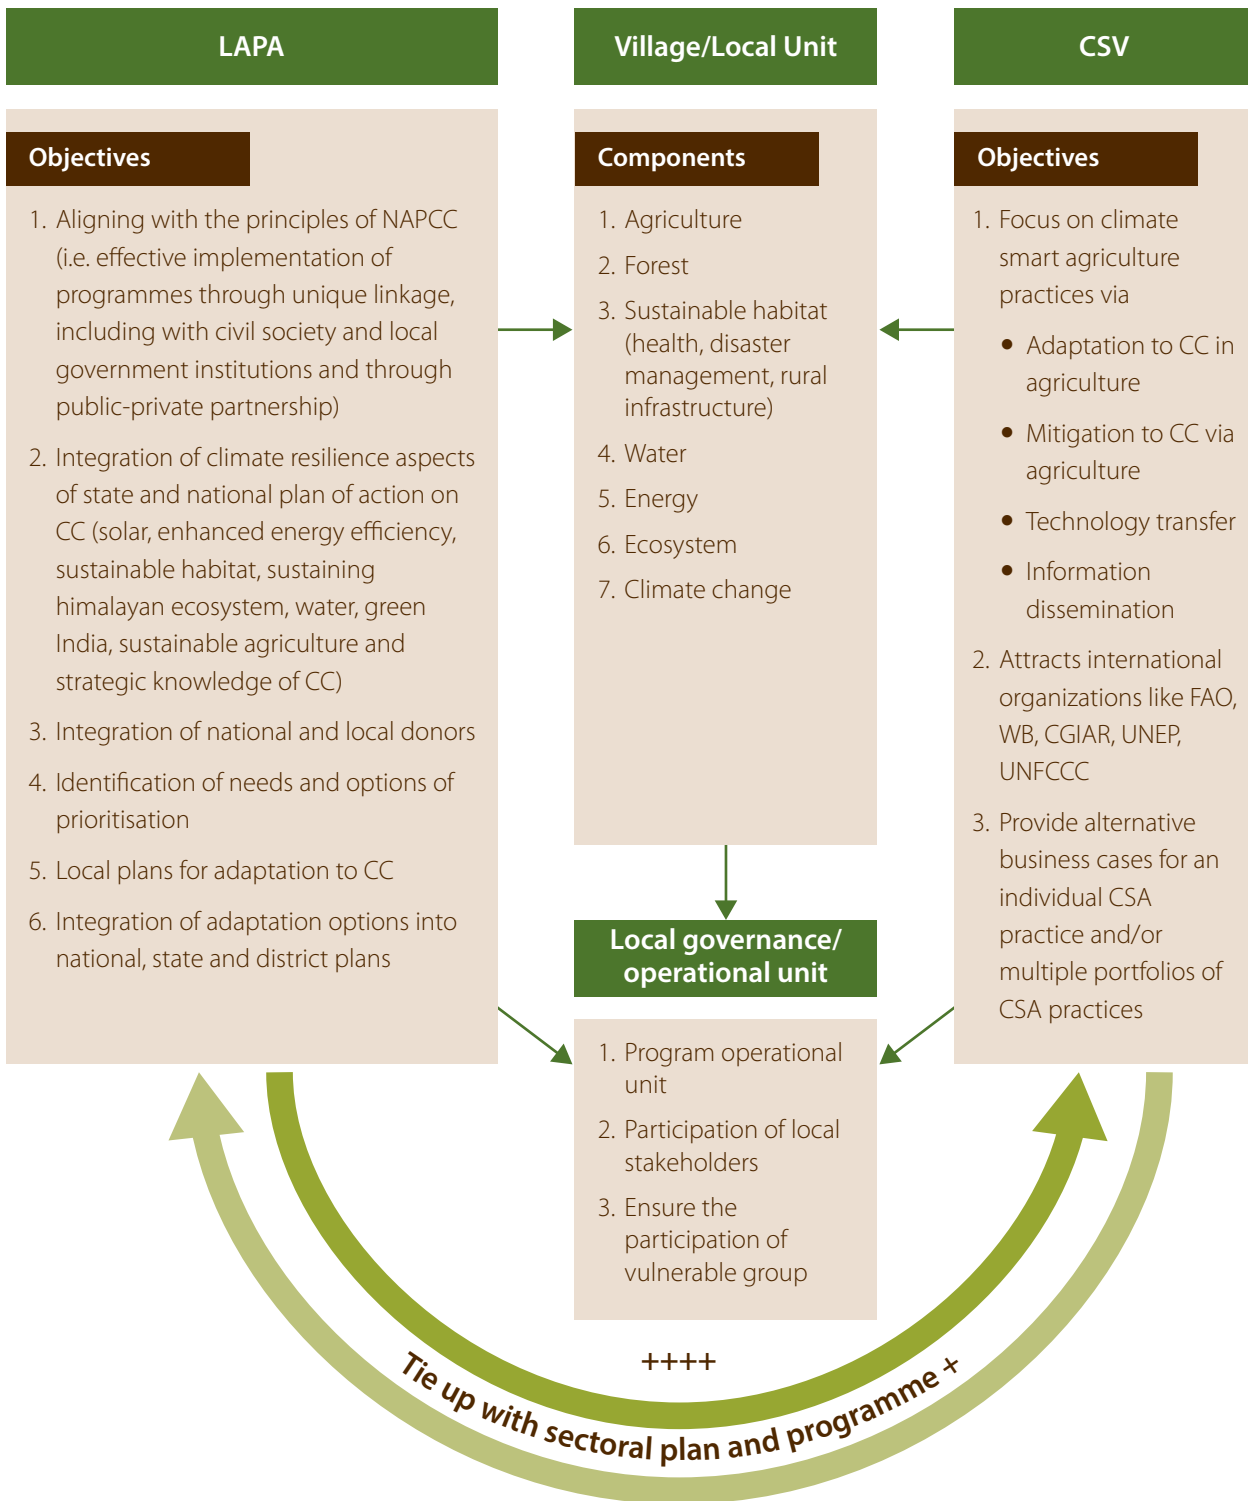 LAPA
Objectives
1. Aligning with the principles of NAPCC
(i.e. effective implementation of
programmes through unique linkage,
including with civil society and local
government institutions and through
public-private partnership)
2. Integration of climate resilience aspects
of state and national plan of action on
CC (solar, enhanced energy efficiency,
sustainable habitat, sustaining
himalayan ecosystem, water, green
India, sustainable agriculture and
strategic knowledge of CC)
3. Integration of national and local donors
4. Identification of needs and options of
prioritisation
5. Local plans for adaptation to CC
6. Integration of adaptation options into
national, state and district plans
Village/Local Unit
Components
1. Agriculture
2. Forest
3. Sustainable habitat
(health, disaster
management, rural
infrastructure)
4. Water
5. Energy
6. Ecosystem
7. Climate change
Local governance/
operational unit
1. Program operational
unit
2. Participation of local
stakeholders
3. Ensure the
participation of
vulnerable group
CSV
Objectives
1. Focus on climate
smart agriculture
practices via
• Adaptation to CC in
agriculture
• Mitigation to CC via
agriculture
• Technology transfer
• Information
dissemination
2. Attracts international
organizations like FAO,
WB, CGIAR, UNEP,
UNFCCC
3. Provide alternative
business cases for an
individual CSA
practice and/or
multiple portfolios of
CSA practices
++++
Tie up with sectoral plan and programme +